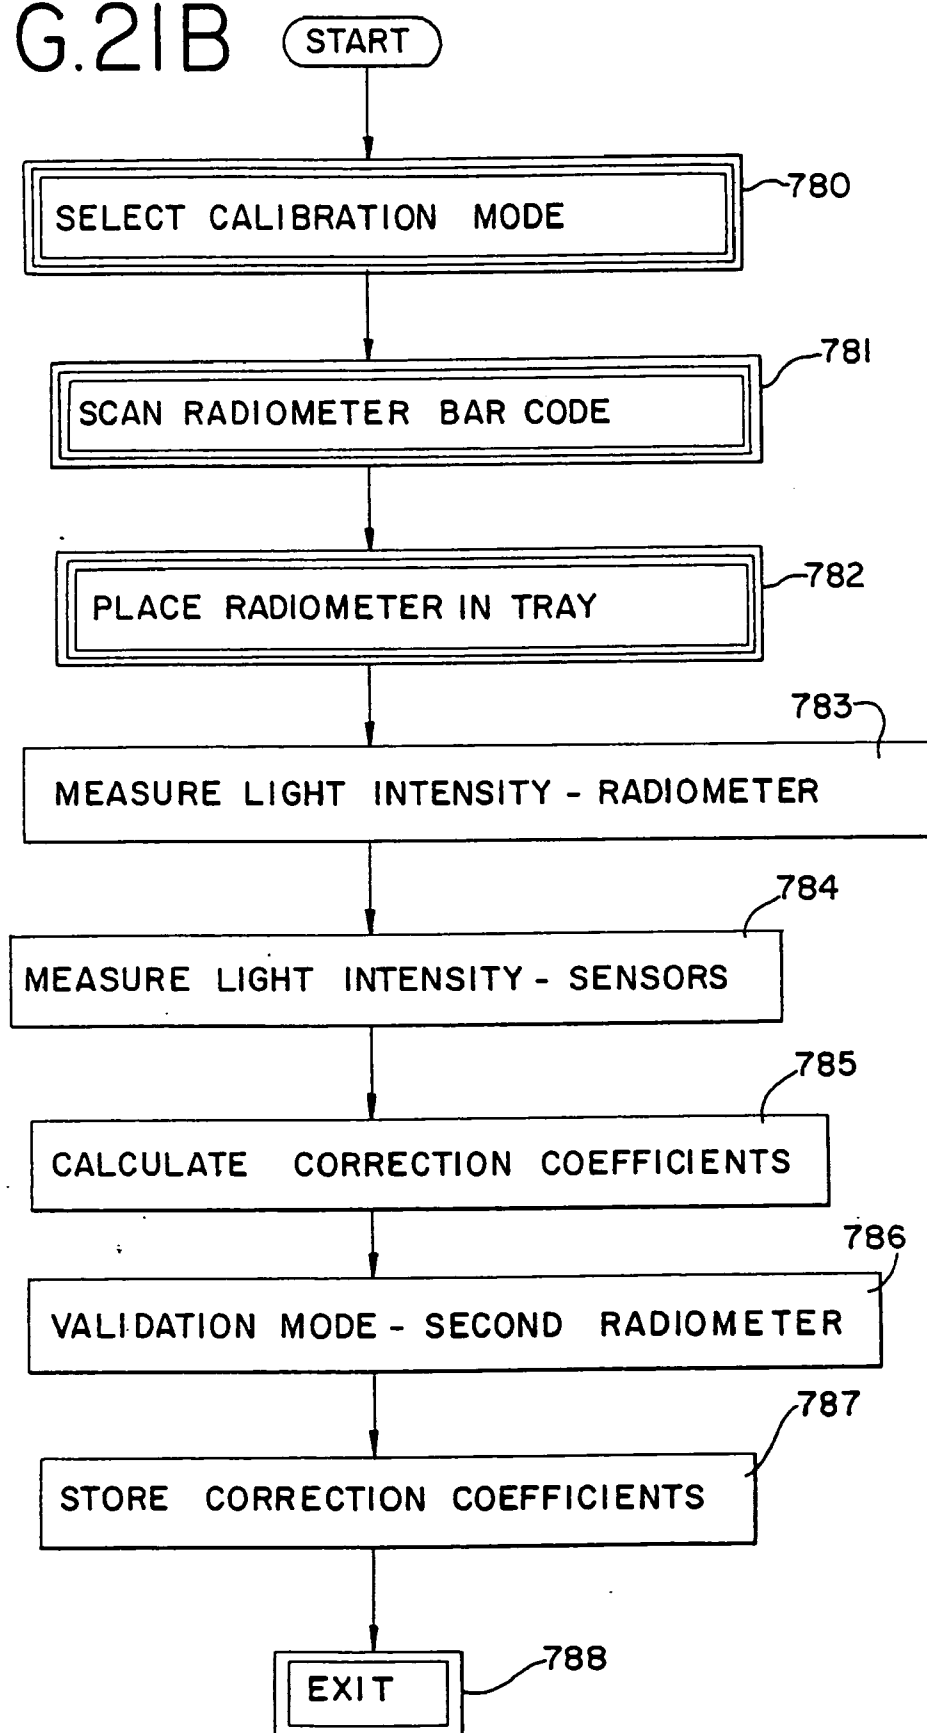 G.21B
START
780
SELECT CALIBRATION MODE
781
SCAN RADIOMETER BAR CODE
782
PLACE RADIOMETER IN TRAY
783
MEASURE LIGHT INTENSITY - RADIOMETER
784
MEASURE LIGHT INTENSITY - SENSORS
785
CALCULATE CORRECTION COEFFICIENTS
786
VALIDATION MODE - SECOND RADIOMETER
787
STORE CORRECTION COEFFICIENTS
788
EXIT